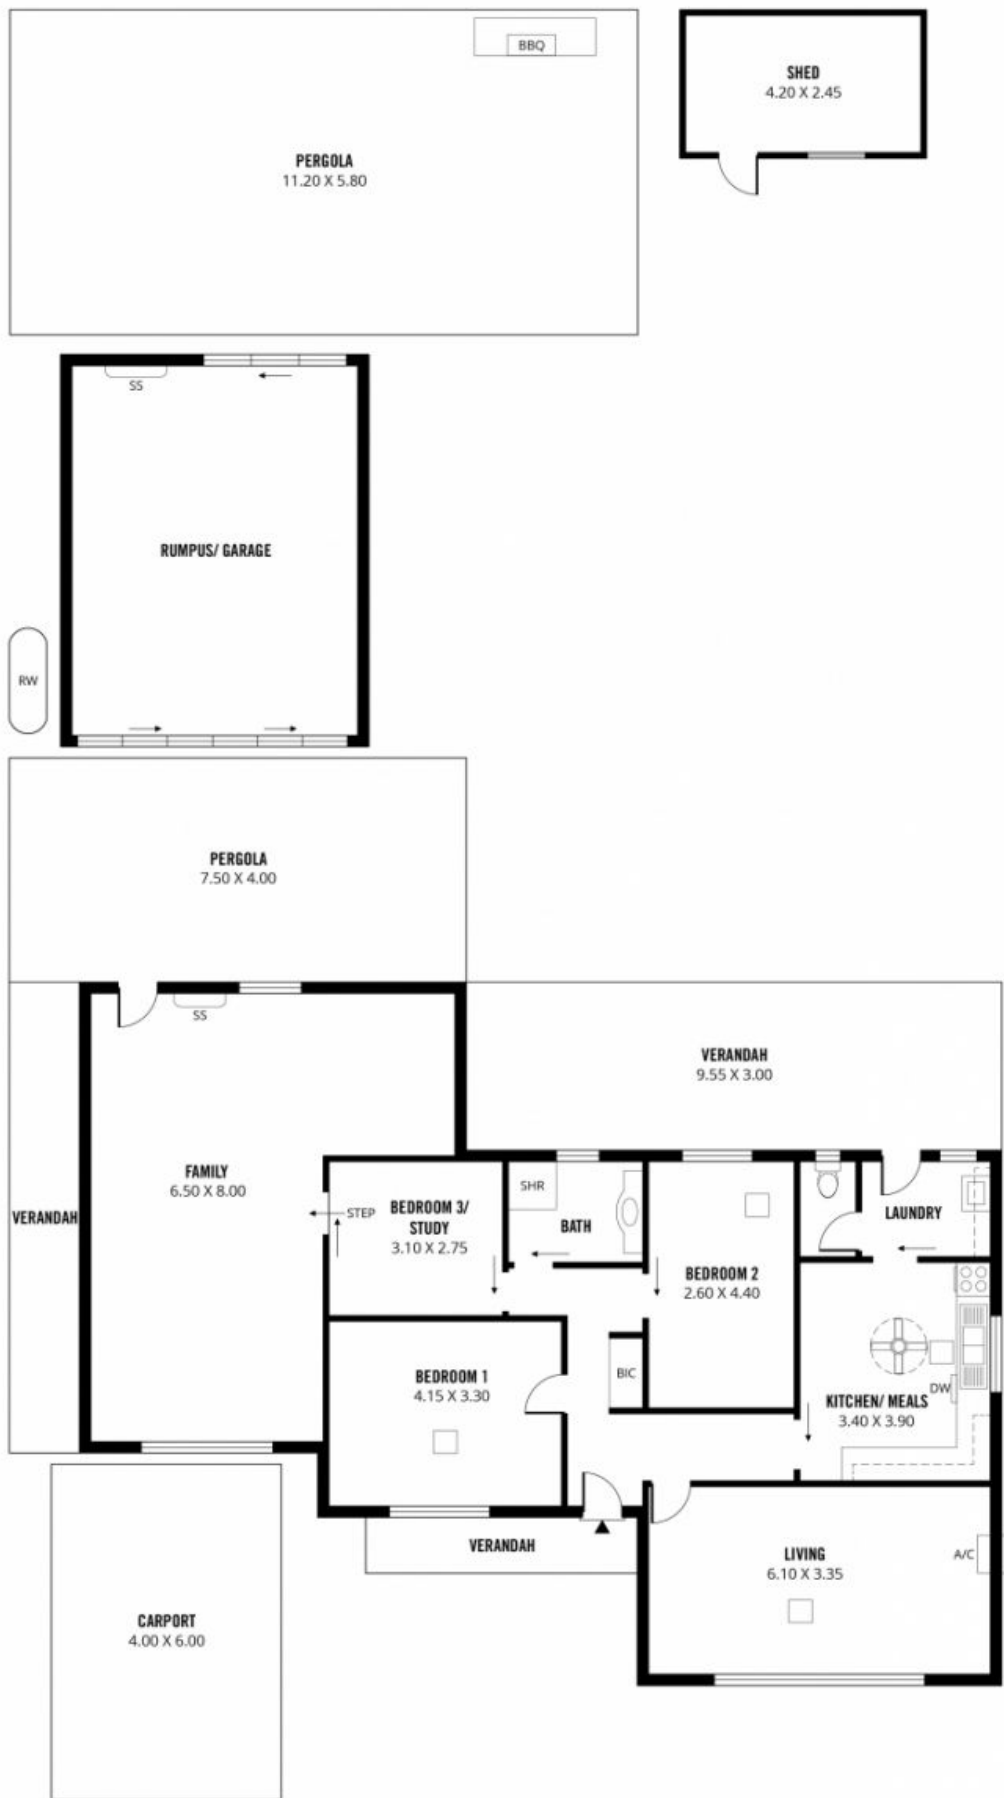 BBQ
SHED
4.20 X 2.45
PERGOLA
11.20 X 5.80
SS
RUMPUS/ GARAGE
RW
PERGOLA
7.50 X 4.00
SS
VERANDAH
9.55 X 3.00
FAMILY
6.50 X 8.00
VERANDAH
STEP
BEDROOM 3/
STUDY
3.10 X 2.75
SHR
BATH
BEDROOM 2
2.60 X 4.40
LAUNDRY
BEDROOM 1
4.15 X 3.30
BIC
DW
KITCHEN/ MEALS
3.40 X 3.90
VERANDAH
LIVING
6.10 X 3.35
A/C
CARPORT
4.00 X 6.00